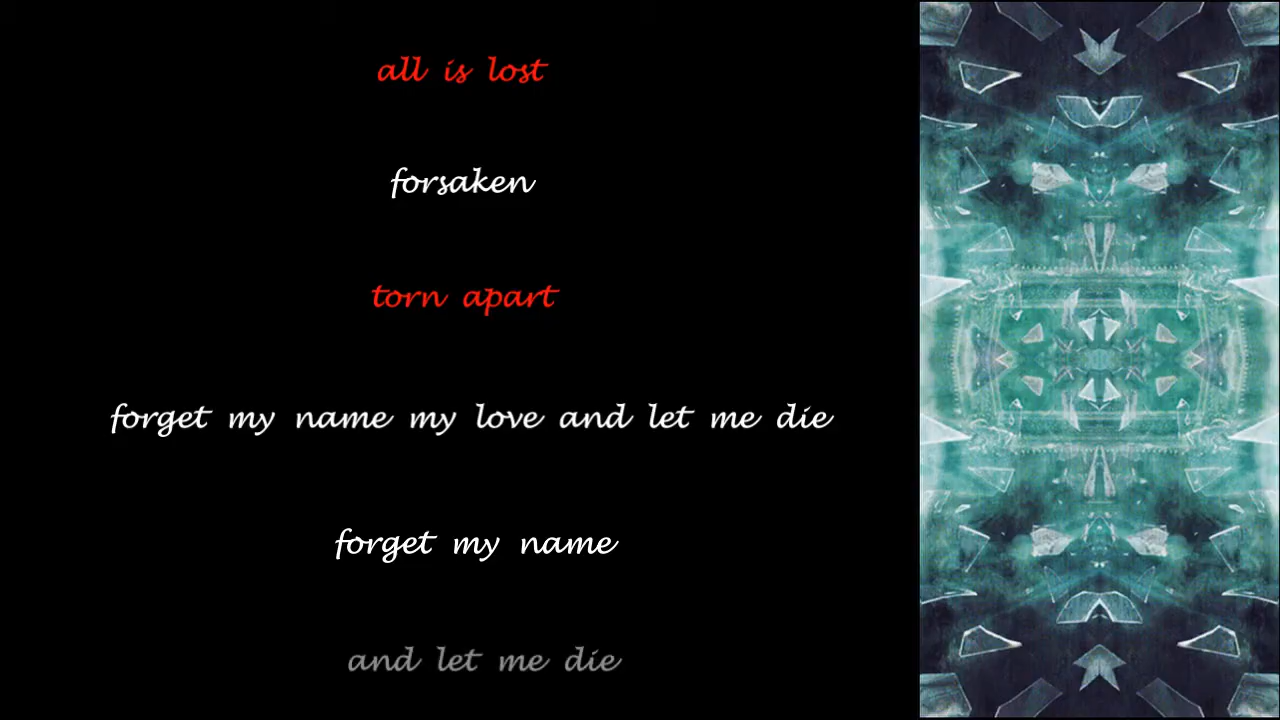 all is lost
forsaken
torn apart
forget my name my love and let me die
forget my name
and let me die